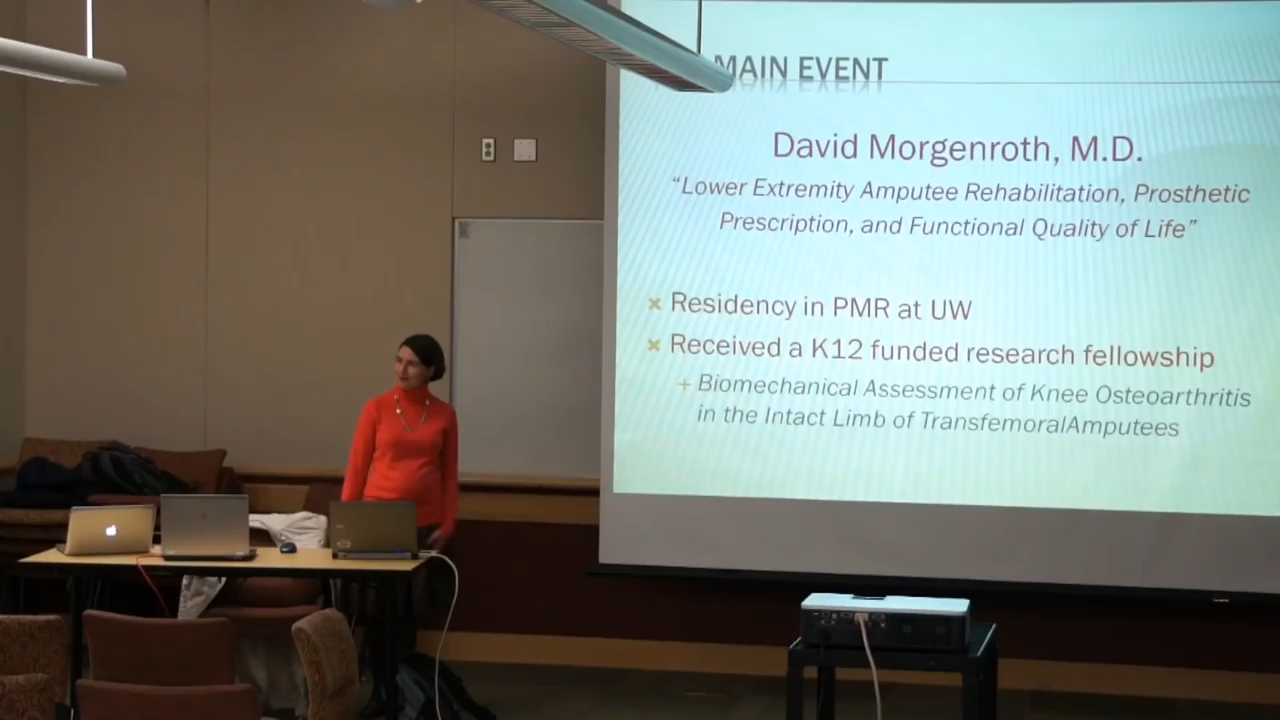 MAIN EVENT
David Morgenroth, M.D.
“Lower Extremity Amputee Rehabilitation, Prosthetic
Prescription, and Functional Quality of Life”
Residency in PMR at UW
Received a K12 funded research fellowship
Biomechanical Assessment of Knee Osteoarthritis
in the Intact Limb of TransfemoralAmputees